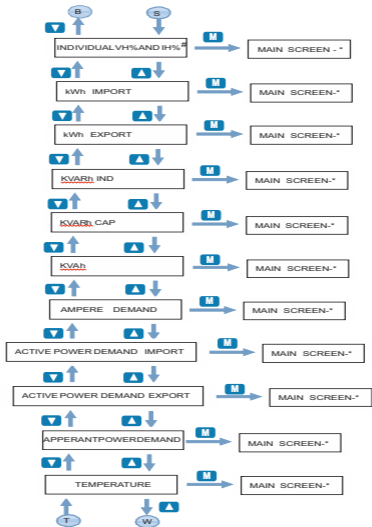 B S
M
INDIVIDUAL VH% AND IH%# MAIN SCREEN - *
M
kWh IMPORT MAIN SCREEN-*
M
kWh EXPORT MAIN SCREEN-*
M
KVARh IND MAIN SCREEN-*
M
KVARh CAP MAIN SCREEN-*
M
KVAh MAIN SCREEN-*
M
AMPERE DEMAND MAIN SCREEN-*
M
ACTIVE POWER DEMAND IMPORT MAIN SCREEN-*
M
ACTIVE POWER DEMAND EXPORT MAIN SCREEN-*
M
APPERANTPOWERDEMAND MAIN SCREEN-*
M
TEMPERATURE MAIN SCREEN-*
T W